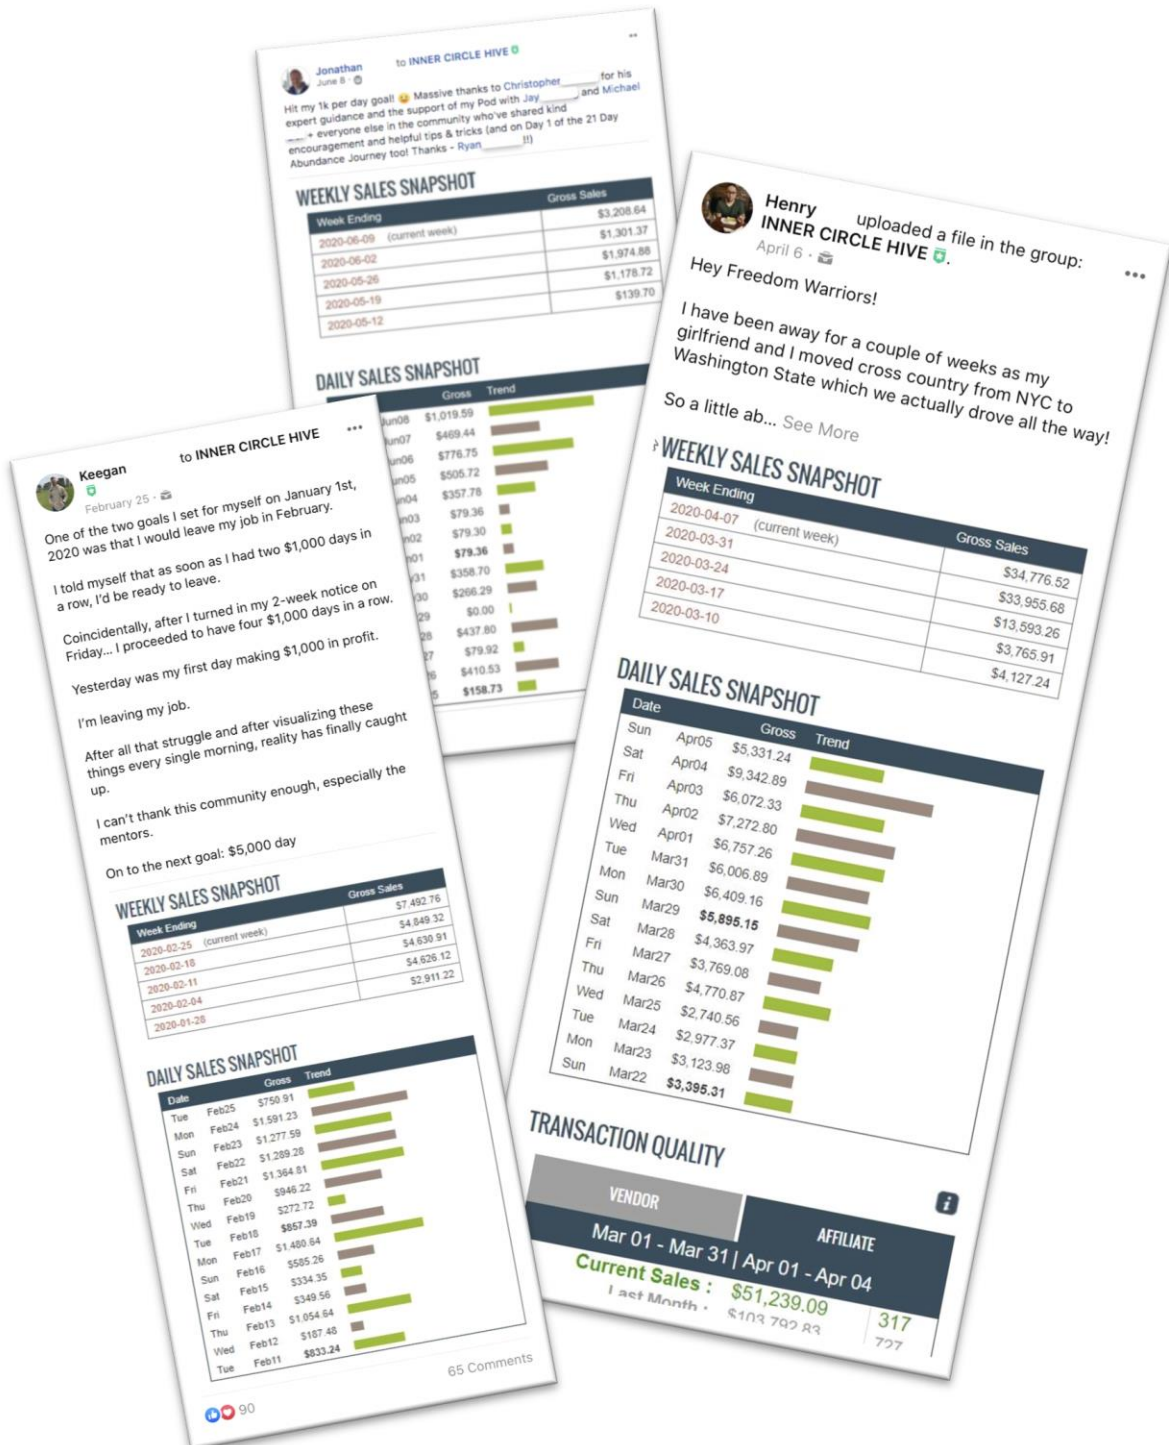 Jonathan to INNER CIRCLE HIVE
June 8 ·
Hit my 1k per day goal! Massive thanks to Christopher for his
expert guidance and the support of my Pod with Jay and Michael
+ everyone else in the community who've shared kind
encouragement and helpful tips & tricks (and on Day 1 of the 21 Day
Abundance Journey too! Thanks - Ryan !!)
WEEKLY SALES SNAPSHOT
Week Ending Gross Sales
2020-06-09 (current week) $3,208.64
2020-06-02 $1,301.37
2020-05-26 $1,974.88
2020-05-19 $1,178.72
2020-05-12 $139.70
DAILY SALES SNAPSHOT
Gross Trend
Jun08 $1,019.59
Jun07 $469.44
un06 $776.75
un05 $505.72
n04 $357.78
n03 $79.36
n02 $79.30
n01 $79.36
31 $358.70
30 $266.29
29 $0.00
28 $437.80
27 $79.92
6 $410.53
5 $158.73
Henry uploaded a file in the group:
INNER CIRCLE HIVE .
April 6 ·
Hey Freedom Warriors!
I have been away for a couple of weeks as my
girlfriend and I moved cross country from NYC to
Washington State which we actually drove all the way!
So a little ab... See More
WEEKLY SALES SNAPSHOT
Week Ending Gross Sales
2020-04-07 (current week) $34,776.52
2020-03-31 $33,955.68
2020-03-24 $13,593.26
2020-03-17 $3,765.91
2020-03-10 $4,127.24
DAILY SALES SNAPSHOT
Date Gross Trend
Sun Apr05 $5,331.24
Sat Apr04 $9,342.89
Fri Apr03 $6,072.33
Thu Apr02 $7,272.80
Wed Apr01 $6,757.26
Tue Mar31 $6,006.89
Mon Mar30 $6,409.16
Sun Mar29 $5,895.15
Sat Mar28 $4,363.97
Fri Mar27 $3,769.08
Thu Mar26 $4,770.87
Wed Mar25 $2,740.56
Tue Mar24 $2,977.37
Mon Mar23 $3,123.98
Sun Mar22 $3,395.31
TRANSACTION QUALITY
VENDOR AFFILIATE
Mar 01 - Mar 31 | Apr 01 - Apr 04
Current Sales : $51,239.09 317
Last Month : $103,792.83 727
Keegan to INNER CIRCLE HIVE
February 25 ·
One of the two goals I set for myself on January 1st,
2020 was that I would leave my job in February.
I told myself that as soon as I had two $1,000 days in
a row, I'd be ready to leave.
Coincidentally, after I turned in my 2-week notice on
Friday... I proceeded to have four $1,000 days in a row.
Yesterday was my first day making $1,000 in profit.
I'm leaving my job.
After all that struggle and after visualizing these
things every single morning, reality has finally caught
up.
I can't thank this community enough, especially the
mentors.
On to the next goal: $5,000 day
WEEKLY SALES SNAPSHOT
Week Ending Gross Sales
2020-02-25 (current week) $7,492.76
2020-02-18 $4,849.32
2020-02-11 $4,630.91
2020-02-04 $4,626.12
2020-01-28 $2,911.22
DAILY SALES SNAPSHOT
Date Gross Trend
Tue Feb25 $750.91
Mon Feb24 $1,591.23
Sun Feb23 $1,277.59
Sat Feb22 $1,289.28
Fri Feb21 $1,364.81
Thu Feb20 $946.22
Wed Feb19 $272.72
Tue Feb18 $857.39
Mon Feb17 $1,480.64
Sun Feb16 $585.26
Sat Feb15 $334.35
Fri Feb14 $349.56
Thu Feb13 $1,054.64
Wed Feb12 $187.48
Tue Feb11 $833.24
90 65 Comments